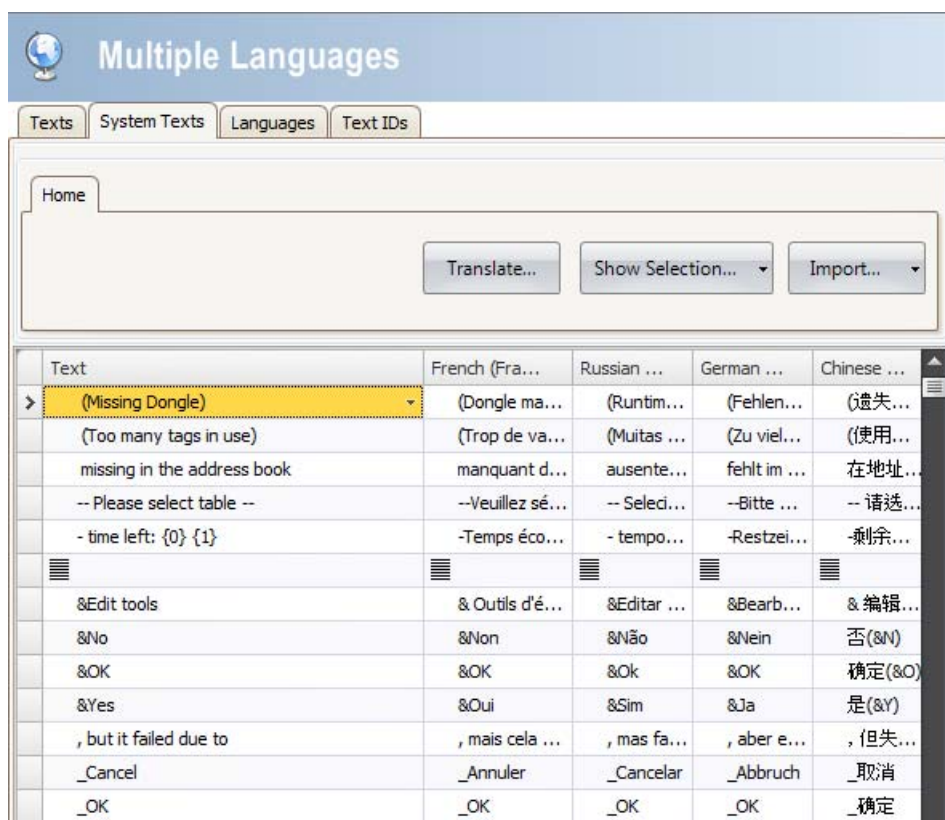 Multiple Languages
Texts System Texts Languages Text IDs
Home
Translate... Show Selection... Import...
Text French (Fra... Russian ... German ... Chinese ...
(Missing Dongle) (Dongle ma... (Runtim... (Fehlen... (遗失...
(Too many tags in use) (Trop de va... (Muitas ... (Zu viel... (使用...
missing in the address book manquant d... ausente... fehlt im ... 在地址...
-- Please select table -- --Veuillez sé... -- Seleci... --Bitte ... -- 请选...
- time left: {0} {1} -Temps éco... - tempo... -Restzei... -剩余...
&Edit tools & Outils d'é... &Editar ... &Bearb... & 编辑...
&No &Non &Não &Nein 否(&N)
&OK &OK &Ok &OK 确定(&O)
&Yes &Oui &Sim &Ja 是(&Y)
, but it failed due to , mais cela ... , mas fa... , aber e... , 但失...
_Cancel _Annuler _Cancelar _Abbruch _取消
_OK _OK _OK _OK _确定